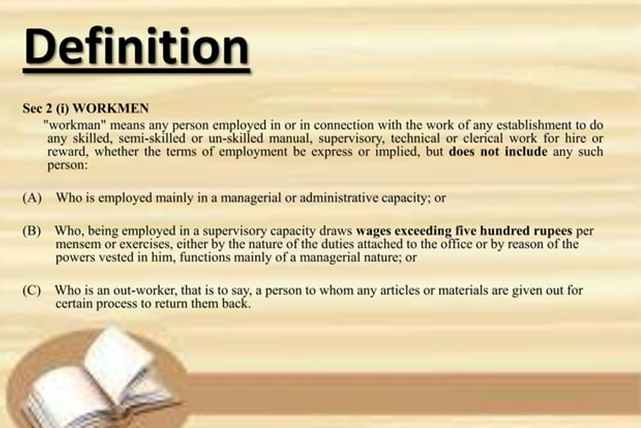 Definition
Sec 2 (i) WORKMEN
"workman" means any person employed in or in connection with the work of any establishment to do
any skilled, semi-skilled or un-skilled manual, supervisory, technical or clerical work for hire or
reward, whether the terms of employment be express or implied, but does not include any such
person:
(A) Who is employed mainly in a managerial or administrative capacity; or
(B) Who, being employed in a supervisory capacity draws wages exceeding five hundred rupees per
mensem or exercises, either by the nature of the duties attached to the office or by reason of the
powers vested in him, functions mainly of a managerial nature; or
(C) Who is an out-worker, that is to say, a person to whom any articles or materials are given out for
certain process to return them back.